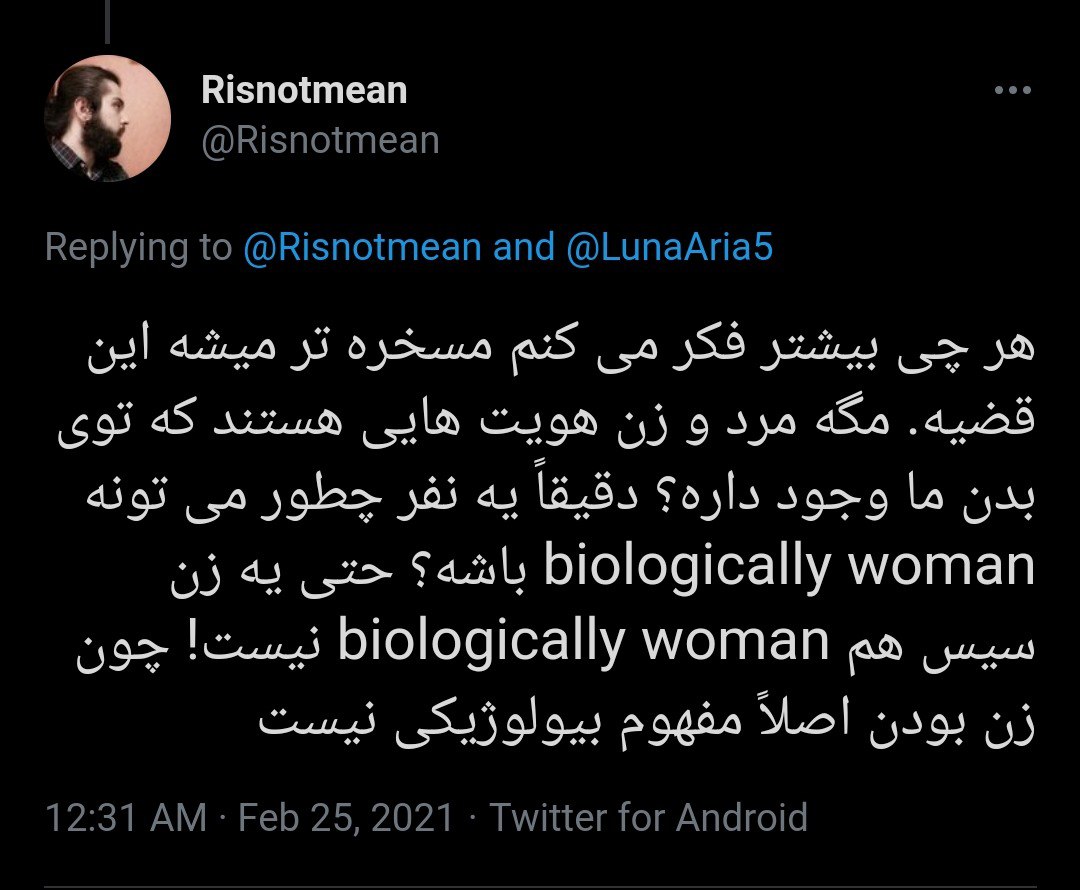 Risnotmean
@Risnotmean
Replying to @Risnotmean and @LunaAria5
هر چی بیشتر فکر می کنم مسخره تر میشه این
قضیه. مگه مرد و زن هویت هایی هستند که توی
بدن ما وجود داره؟ دقیقاً یه نفر چطور می تونه
biologically woman باشه؟ حتی یه زن
سیس هم biologically woman نیست! چون
زن بودن اصلاً مفهوم بیولوژیکی نیست
12:31 AM · Feb 25, 2021 · Twitter for Android